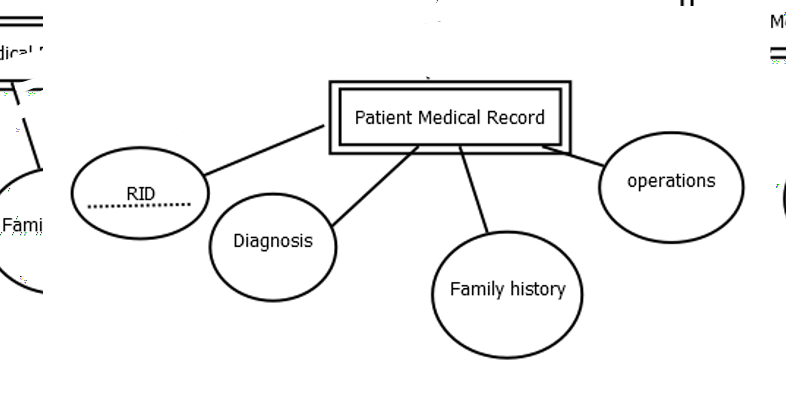 Patient Medical Record
RID
Diagnosis
Family history
operations